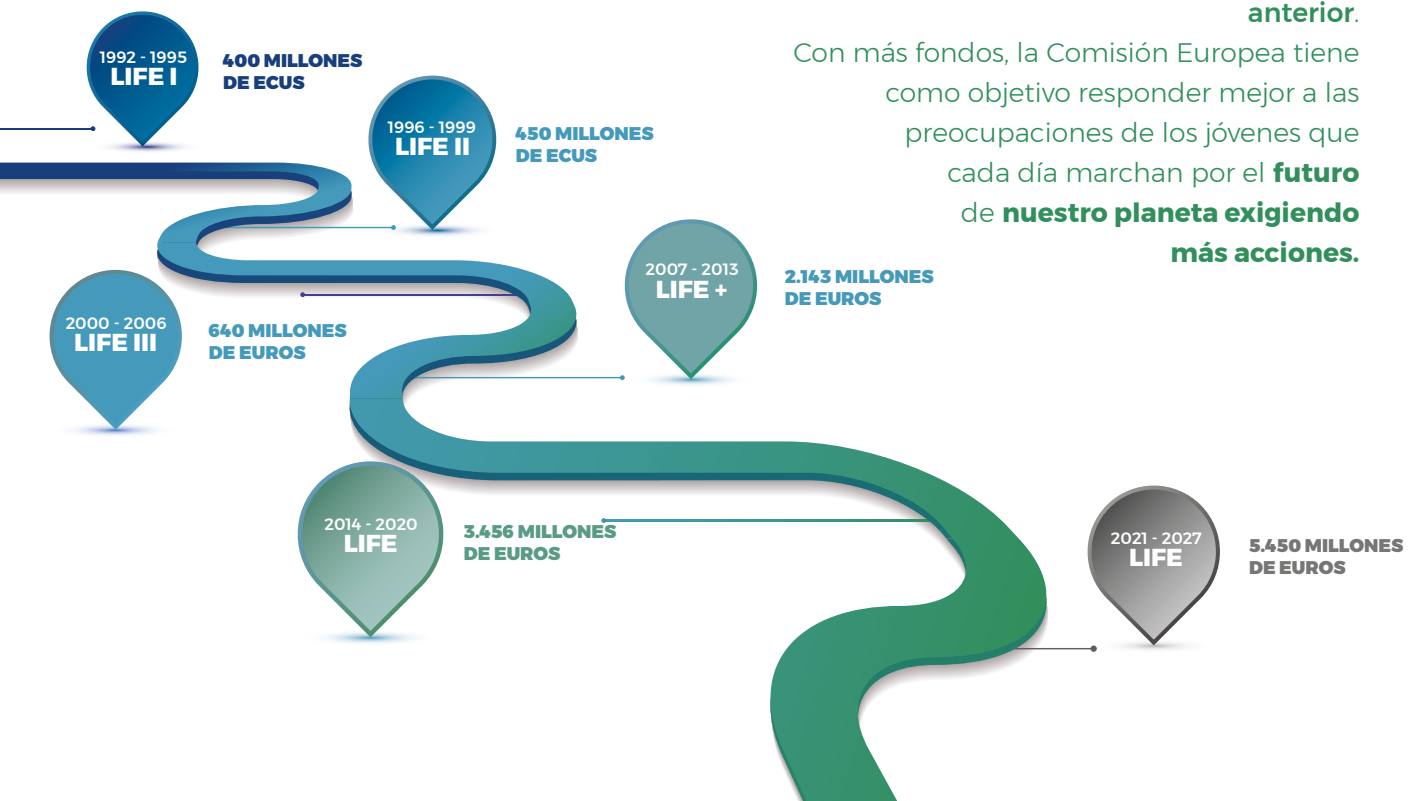 anterior.
Con más fondos, la Comisión Europea tiene
como objetivo responder mejor a las
preocupaciones de los jóvenes que
cada día marchan por el futuro
de nuestro planeta exigiendo
más acciones.
1992 - 1995
LIFE I
400 MILLONES
DE ECUS
1996 - 1999
LIFE II
450 MILLONES
DE ECUS
2000 - 2006
LIFE III
640 MILLONES
DE EUROS
2007 - 2013
LIFE +
2.143 MILLONES
DE EUROS
2014 - 2020
LIFE
3.456 MILLONES
DE EUROS
2021 - 2027
LIFE
5.450 MILLONES
DE EUROS